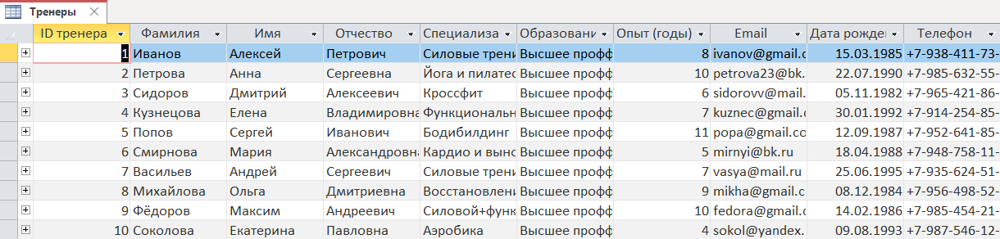 Тренеры
ID тренера Фамилия Имя Отчество Специализа Образовани Опыт (годы) Email Дата рожден Телефон
1 Иванов Алексей Петрович Силовые трени Высшее профф 8 ivanov@gmail.c 15.03.1985 +7-938-411-73-
2 Петрова Анна Сергеевна Йога и пилатес Высшее профф 10 petrova23@bk. 22.07.1990 +7-985-632-55-
3 Сидоров Дмитрий Алексеевич Кроссфит Высшее профф 6 sidorovv@mail. 05.11.1982 +7-965-421-86-
4 Кузнецова Елена Владимировна Функциональн Высшее профф 7 kuznec@gmail.c 30.01.1992 +7-914-254-85-
5 Попов Сергей Иванович Бодибилдинг Высшее профф 11 popa@gmail.co 12.09.1987 +7-952-641-85-
6 Смирнова Мария Александровна Кардио и выно Высшее профф 5 mirnyi@bk.ru 18.04.1988 +7-948-758-11-
7 Васильев Андрей Сергеевич Силовые трени Высшее профф 7 vasya@mail.ru 25.06.1995 +7-935-624-51-
8 Михайлова Ольга Дмитриевна Восстановлени Высшее профф 9 mikha@gmail.c 08.12.1984 +7-956-498-52-
9 Фёдоров Максим Андреевич Силовой+функ Высшее профф 10 fedora@gmail.c 14.02.1986 +7-985-454-21-
10 Соколова Екатерина Павловна Аэробика Высшее профф 4 sokol@yandex. 09.08.1993 +7-987-546-12-